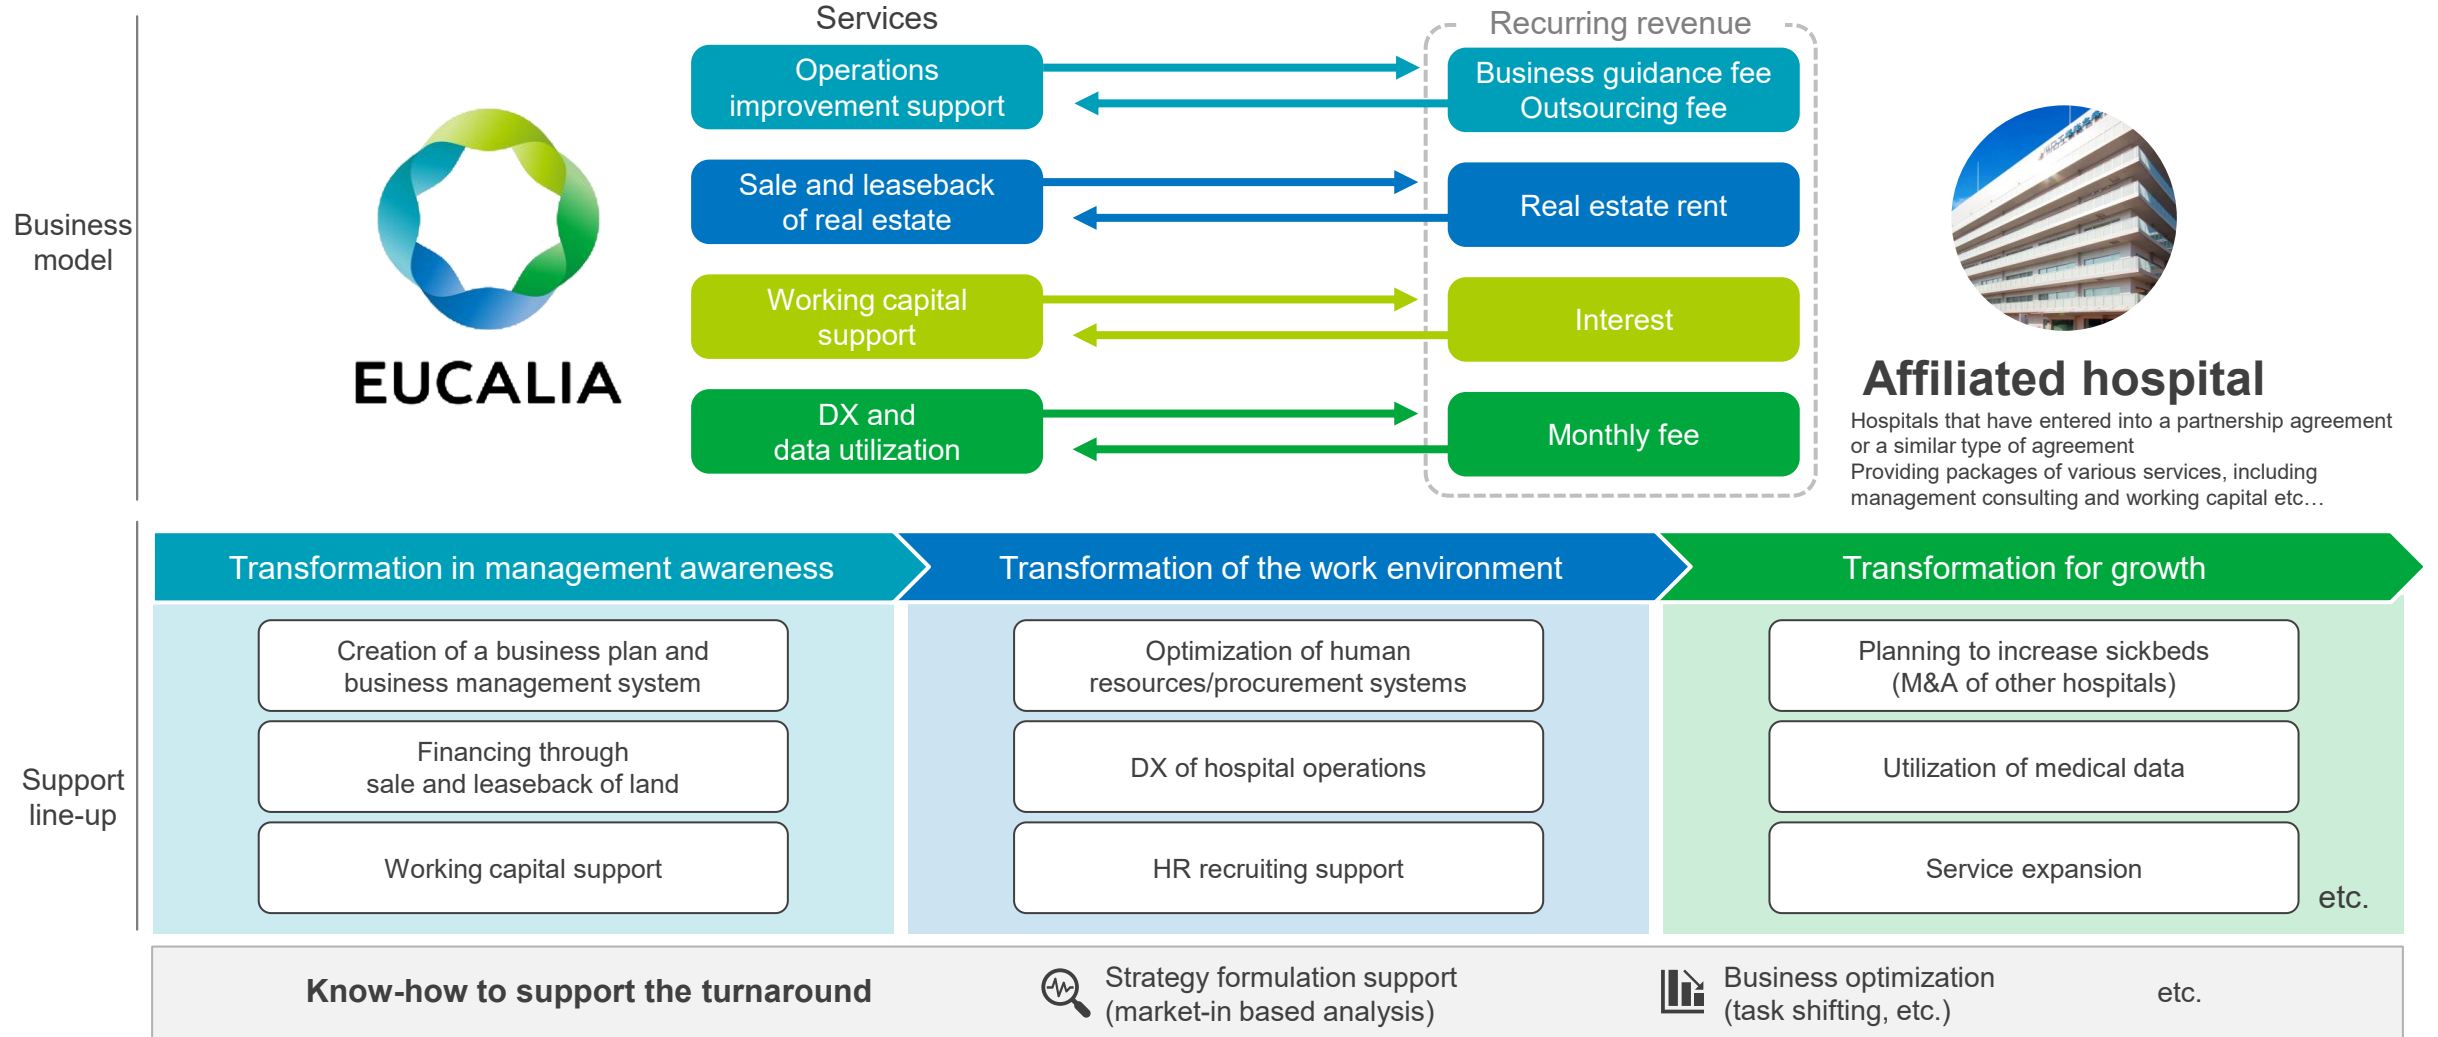 Business
model
EUCALIA
Services
Operations
improvement support
Sale and leaseback
of real estate
Working capital
support
DX and
data utilization
Recurring revenue
Business guidance fee
Outsourcing fee
Real estate rent
Interest
Monthly fee
Affiliated hospital
Hospitals that have entered into a partnership agreement
or a similar type of agreement
Providing packages of various services, including
management consulting and working capital etc…
Support
line-up
Transformation in management awareness
Creation of a business plan and
business management system
Financing through
sale and leaseback of land
Working capital support
Transformation of the work environment
Optimization of human
resources/procurement systems
DX of hospital operations
HR recruiting support
Transformation for growth
Planning to increase sickbeds
(M&A of other hospitals)
Utilization of medical data
Service expansion
etc.
Know-how to support the turnaround
Strategy formulation support
(market-in based analysis)
Business optimization
(task shifting, etc.)
etc.